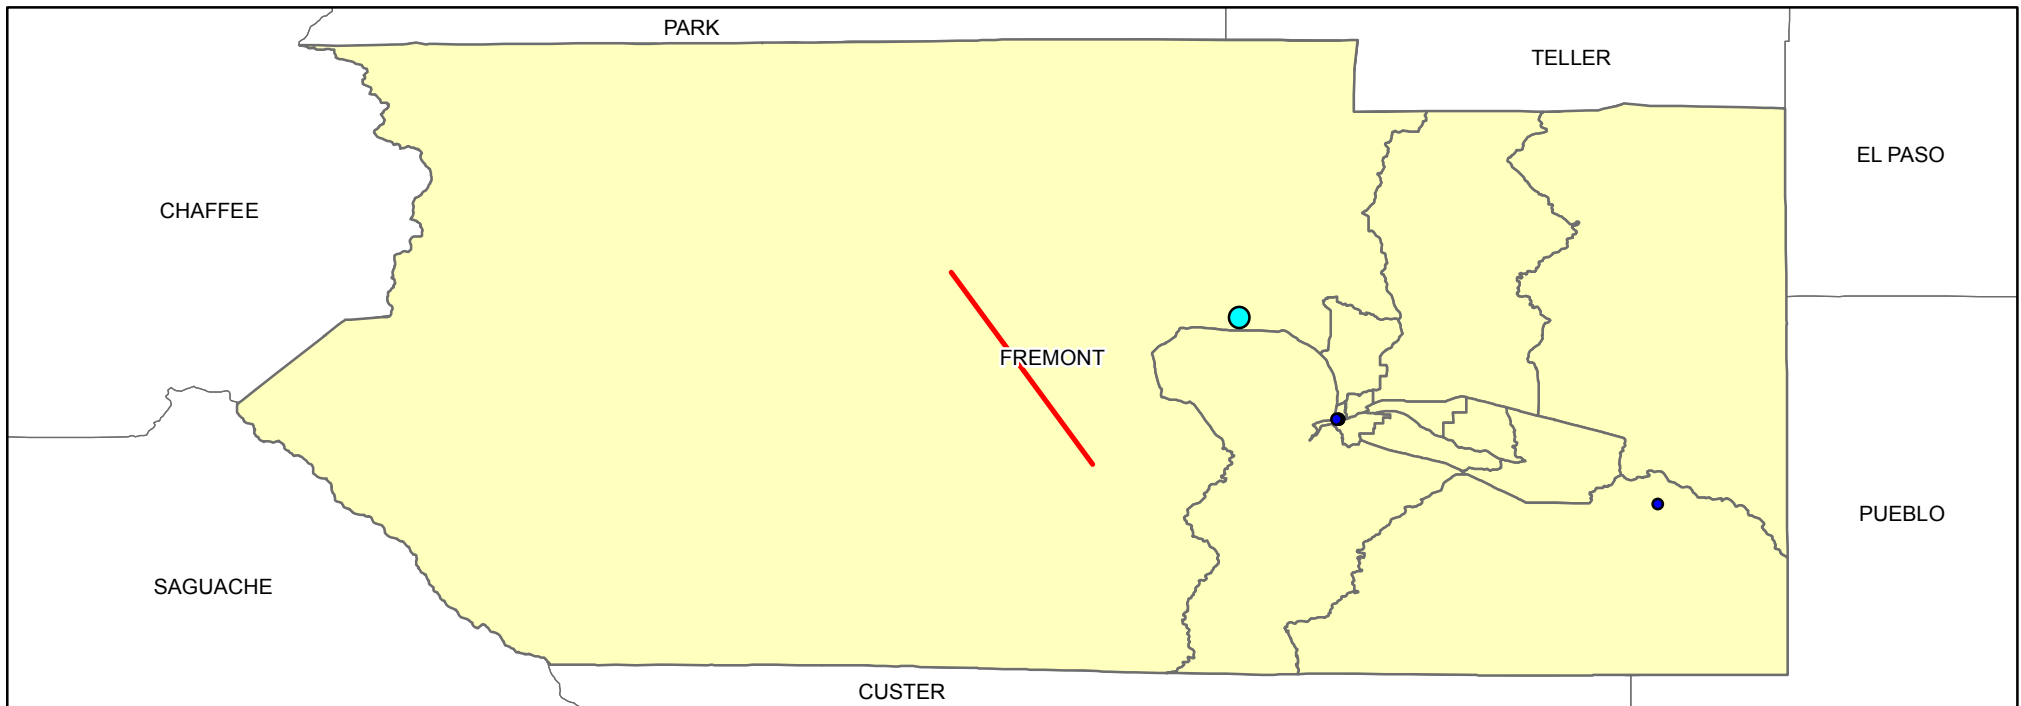 PARK
TELLER
EL PASO
CHAFFEE
FREMONT
PUEBLO
SAGUACHE
CUSTER